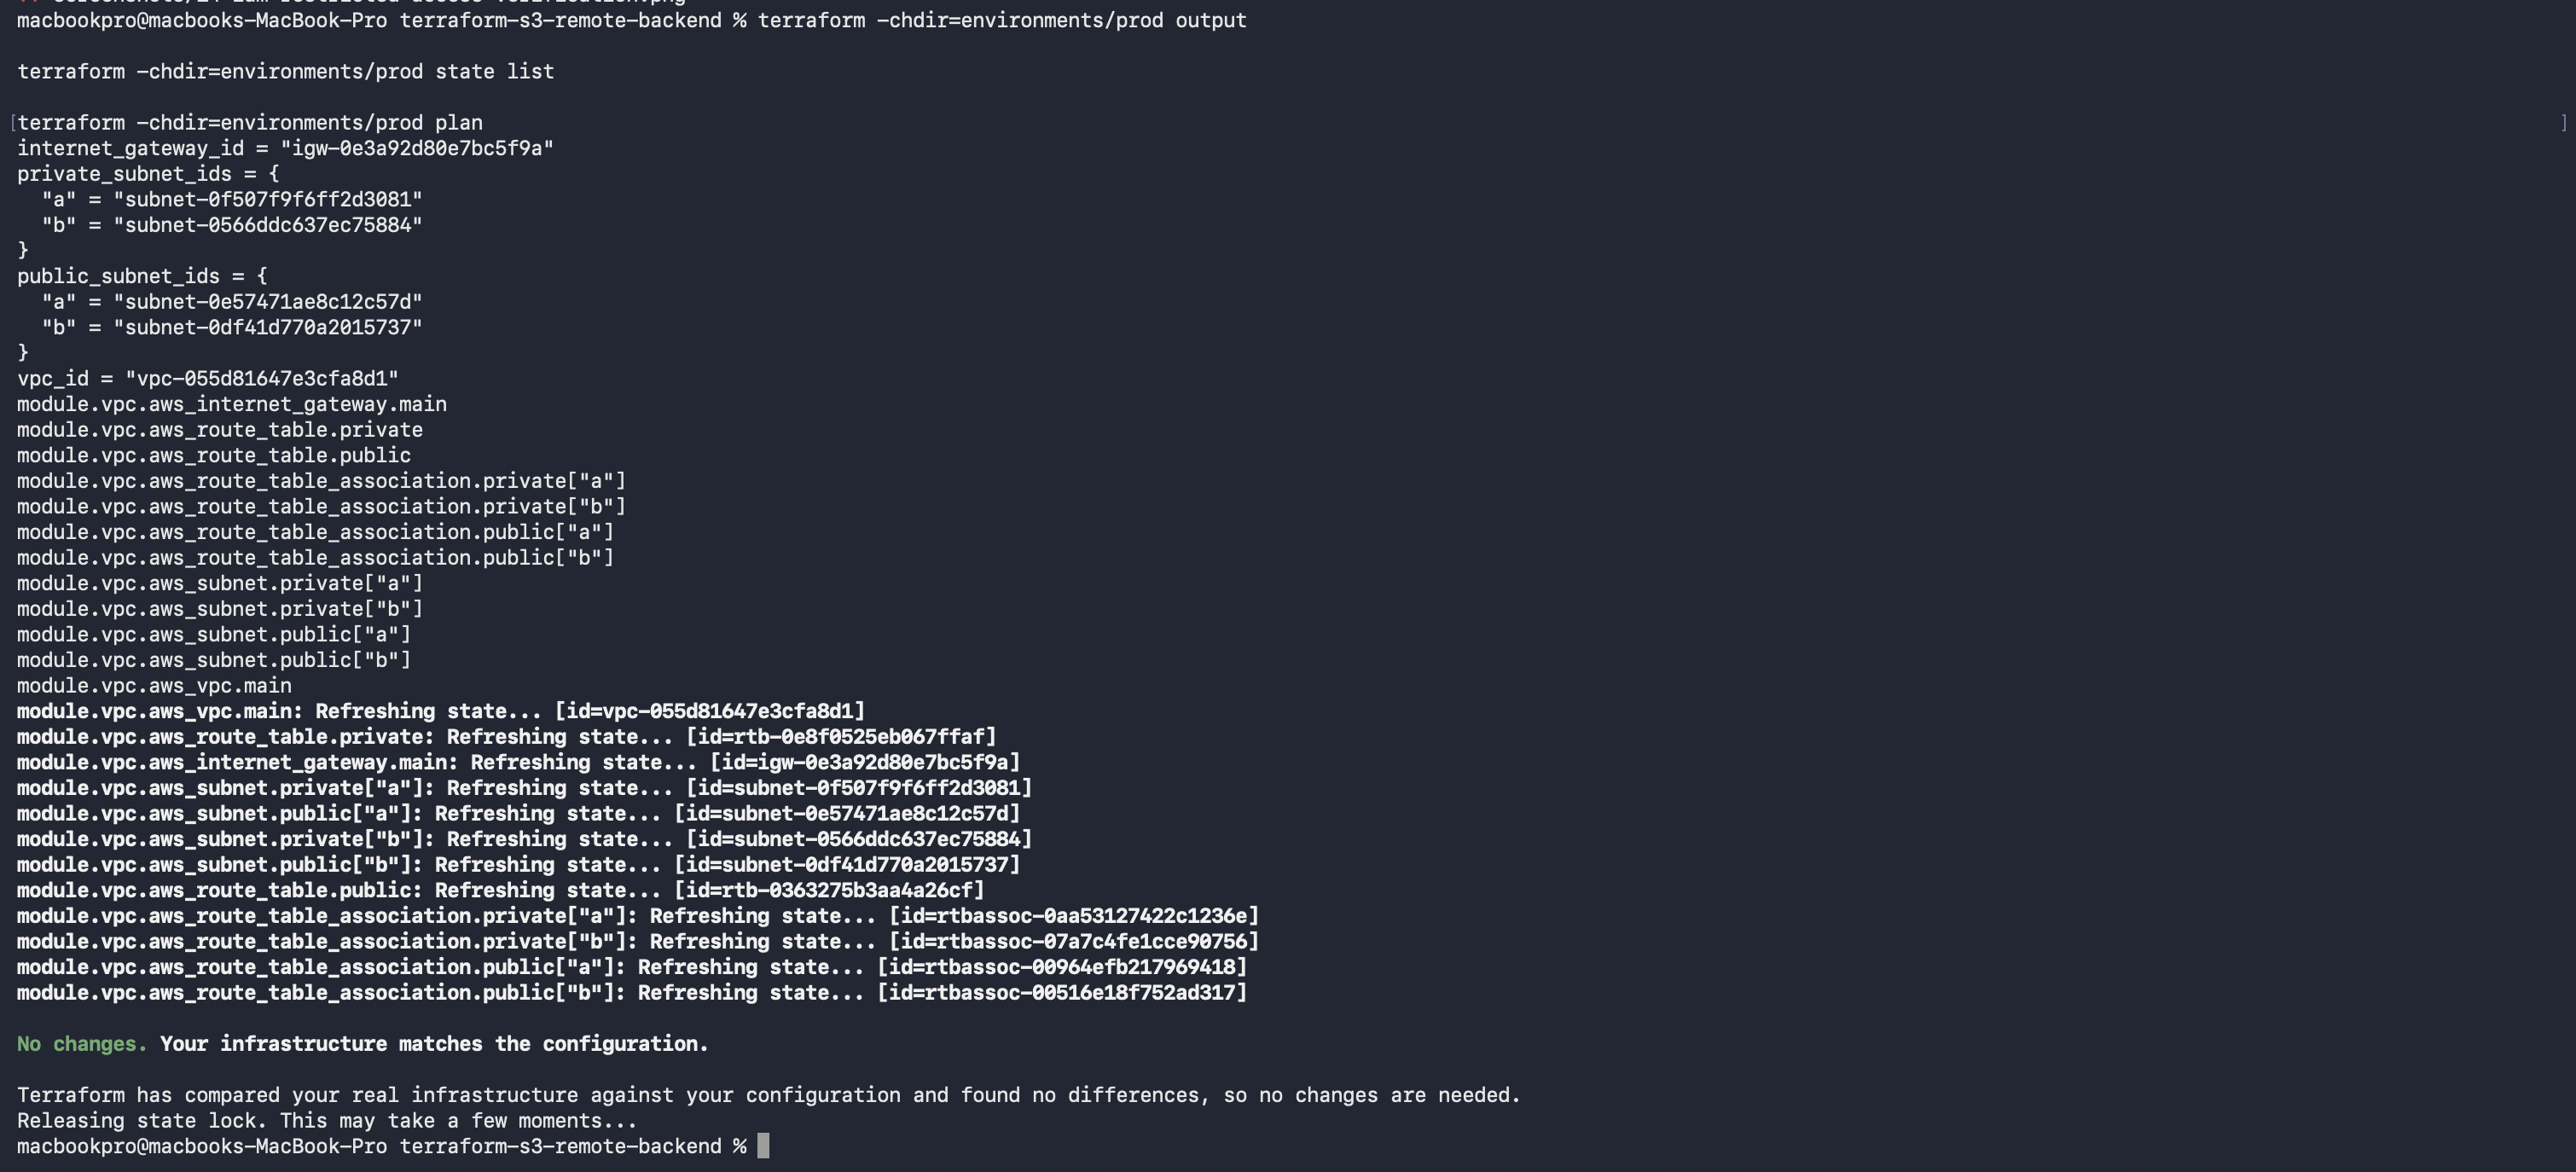 macbookpro@macbooks-MacBook-Pro terraform-s3-remote-backend % terraform -chdir=environments/prod output
terraform -chdir=environments/prod state list
[terraform -chdir=environments/prod plan ]
internet_gateway_id = "igw-0e3a92d80e7bc5f9a"
private_subnet_ids = {
  "a" = "subnet-0f507f9f6ff2d3081"
  "b" = "subnet-0566ddc637ec75884"
}
public_subnet_ids = {
  "a" = "subnet-0e57471ae8c12c57d"
  "b" = "subnet-0df41d770a2015737"
}
vpc_id = "vpc-055d81647e3cfa8d1"
module.vpc.aws_internet_gateway.main
module.vpc.aws_route_table.private
module.vpc.aws_route_table.public
module.vpc.aws_route_table_association.private["a"]
module.vpc.aws_route_table_association.private["b"]
module.vpc.aws_route_table_association.public["a"]
module.vpc.aws_route_table_association.public["b"]
module.vpc.aws_subnet.private["a"]
module.vpc.aws_subnet.private["b"]
module.vpc.aws_subnet.public["a"]
module.vpc.aws_subnet.public["b"]
module.vpc.aws_vpc.main
module.vpc.aws_vpc.main: Refreshing state... [id=vpc-055d81647e3cfa8d1]
module.vpc.aws_route_table.private: Refreshing state... [id=rtb-0e8f0525eb067ffaf]
module.vpc.aws_internet_gateway.main: Refreshing state... [id=igw-0e3a92d80e7bc5f9a]
module.vpc.aws_subnet.private["a"]: Refreshing state... [id=subnet-0f507f9f6ff2d3081]
module.vpc.aws_subnet.public["a"]: Refreshing state... [id=subnet-0e57471ae8c12c57d]
module.vpc.aws_subnet.private["b"]: Refreshing state... [id=subnet-0566ddc637ec75884]
module.vpc.aws_subnet.public["b"]: Refreshing state... [id=subnet-0df41d770a2015737]
module.vpc.aws_route_table.public: Refreshing state... [id=rtb-0363275b3aa4a26cf]
module.vpc.aws_route_table_association.private["a"]: Refreshing state... [id=rtbassoc-0aa53127422c1236e]
module.vpc.aws_route_table_association.private["b"]: Refreshing state... [id=rtbassoc-07a7c4fe1cce90756]
module.vpc.aws_route_table_association.public["a"]: Refreshing state... [id=rtbassoc-00964efb217969418]
module.vpc.aws_route_table_association.public["b"]: Refreshing state... [id=rtbassoc-00516e18f752ad317]
No changes. Your infrastructure matches the configuration.
Terraform has compared your real infrastructure against your configuration and found no differences, so no changes are needed.
Releasing state lock. This may take a few moments...
macbookpro@macbooks-MacBook-Pro terraform-s3-remote-backend %